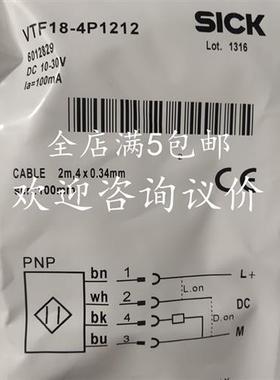 VTF18-4P1212
SICK
6012829
Lot. 1316
DC 10-30V
Ia=100mA
全店满5包邮
CABLE 2m,4 x 0.34mm
CE
欢迎咨询议价
PNP
bn 1 L+
L.on
wh 2 DC
D.on
bk 4
bu 3 M